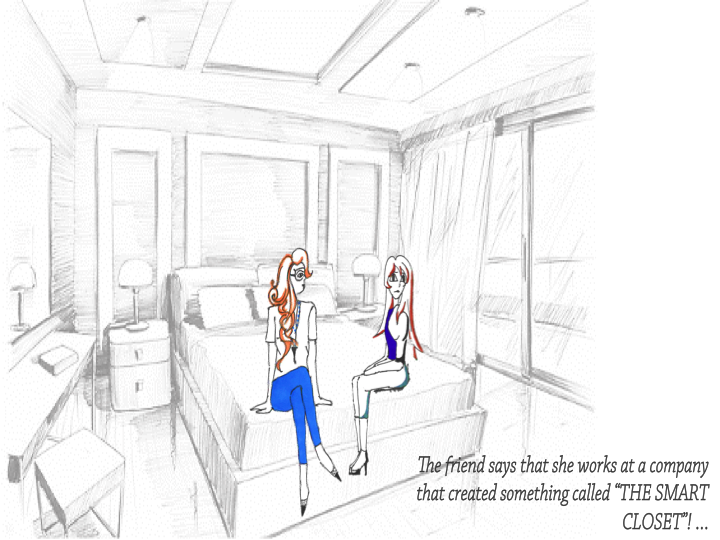 The friend says that she works at a company
that created something called “THE SMART
CLOSET”! ...